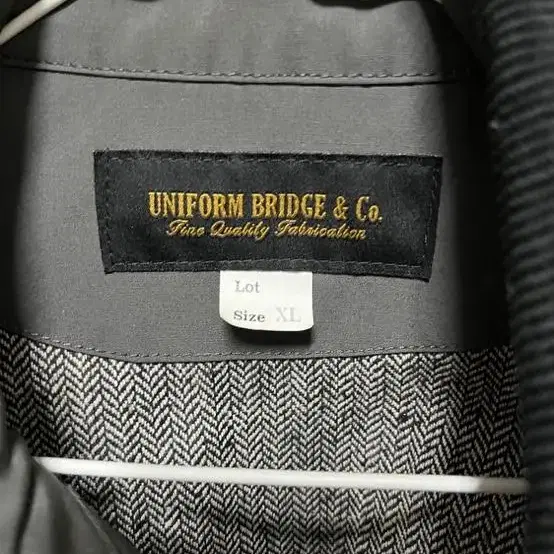 UNIFORM BRIDGE & Co.
Fine Quality Fabrication
Lot
Size XL